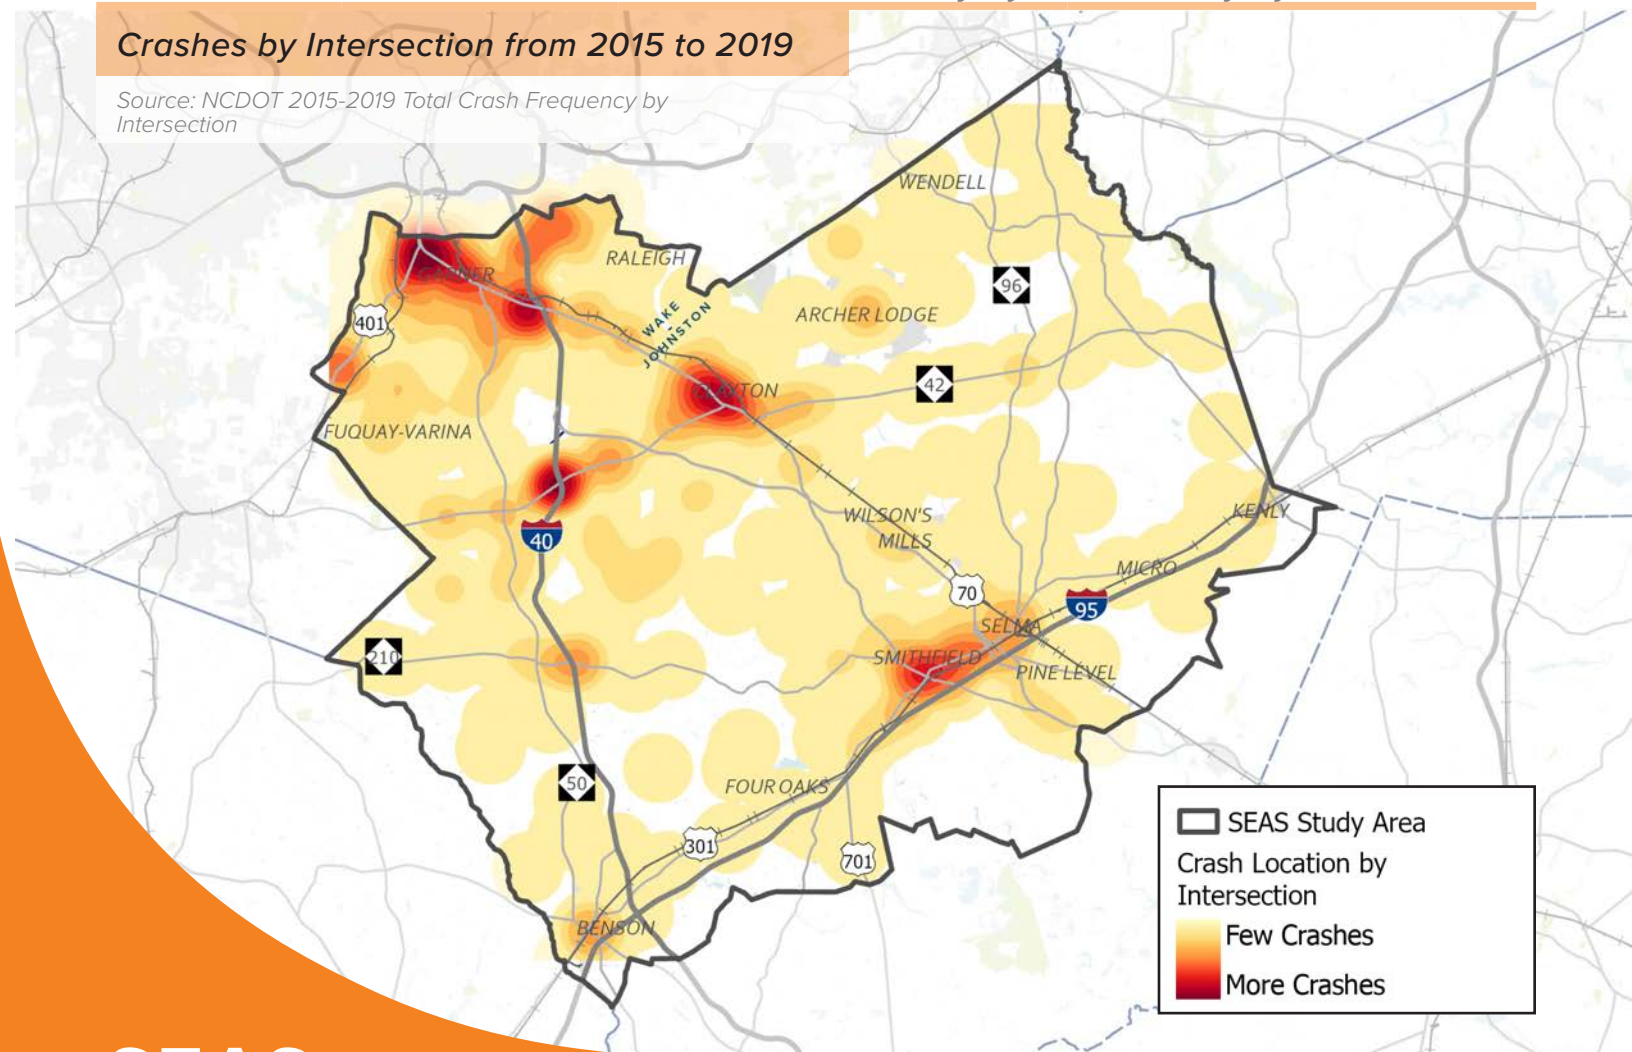 Crashes by Intersection from 2015 to 2019
Source: NCDOT 2015-2019 Total Crash Frequency by
Intersection
WENDELL
RALEIGH
GARNER
96
401
WAKE
JOHNSTON
ARCHER LODGE
42
CLAYTON
FUQUAY-VARINA
40
WILSON'S
MILLS
KENLY
MICRO
70
95
SELMA
210
SMITHFIELD
PINE LEVEL
50
FOUR OAKS
301
701
BENSON
SEAS Study Area
Crash Location by
Intersection
Few Crashes
More Crashes